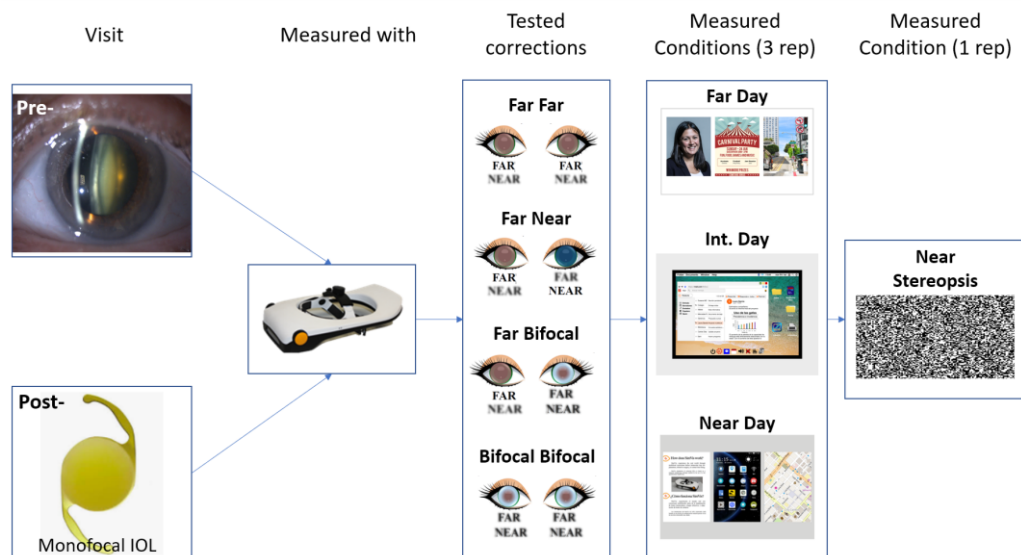 Visit
Measured with
Tested
corrections
Measured
Conditions (3 rep)
Measured
Condition (1 rep)
Pre-
Post-
Monofocal IOL
Far Far
FAR
NEAR
FAR
NEAR
Far Near
FAR
NEAR
FAR
NEAR
Far Bifocal
FAR
NEAR
FAR
NEAR
Bifocal Bifocal
FAR
NEAR
FAR
NEAR
Far Day
CARNIVAL PARTY
Int. Day
Near Day
Near
Stereopsis